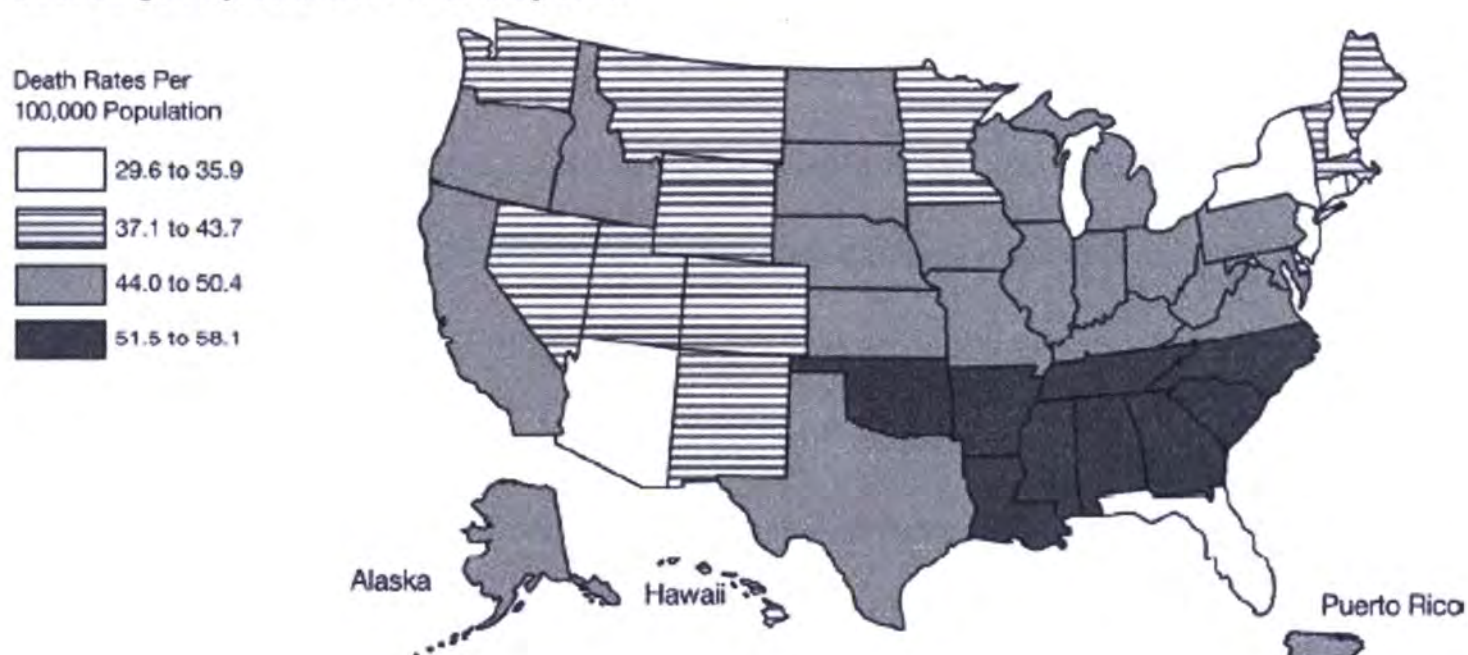 Death Rates Per
100,000 Population
29.6 to 35.9
37.1 to 43.7
44.0 to 50.4
51.5 to 58.1
Alaska
Hawaii
Puerto Rico